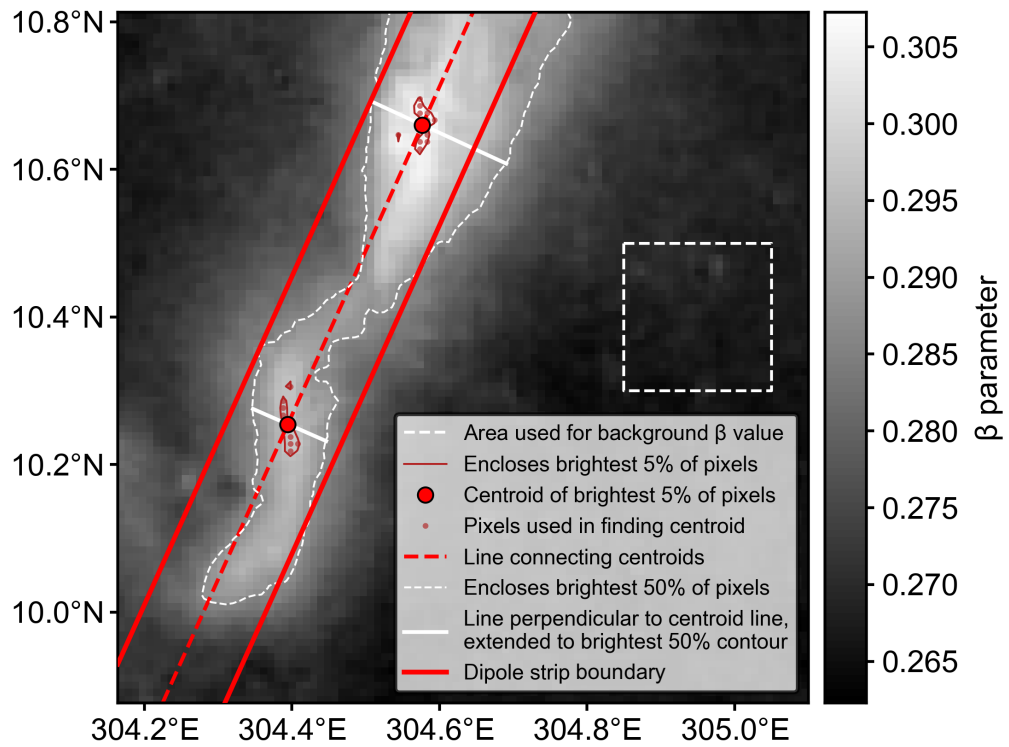 10.8°N
10.6°N
10.4°N
10.2°N
10.0°N
304.2°E
304.4°E
304.6°E
304.8°E
305.0°E
Area used for background β value
Encloses brightest 5% of pixels
Centroid of brightest 5% of pixels
Pixels used in finding centroid
Line connecting centroids
Encloses brightest 50% of pixels
Line perpendicular to centroid line,
extended to brightest 50% contour
Dipole strip boundary
0.305
0.300
0.295
0.290
0.285
0.280
0.275
0.270
0.265
β parameter